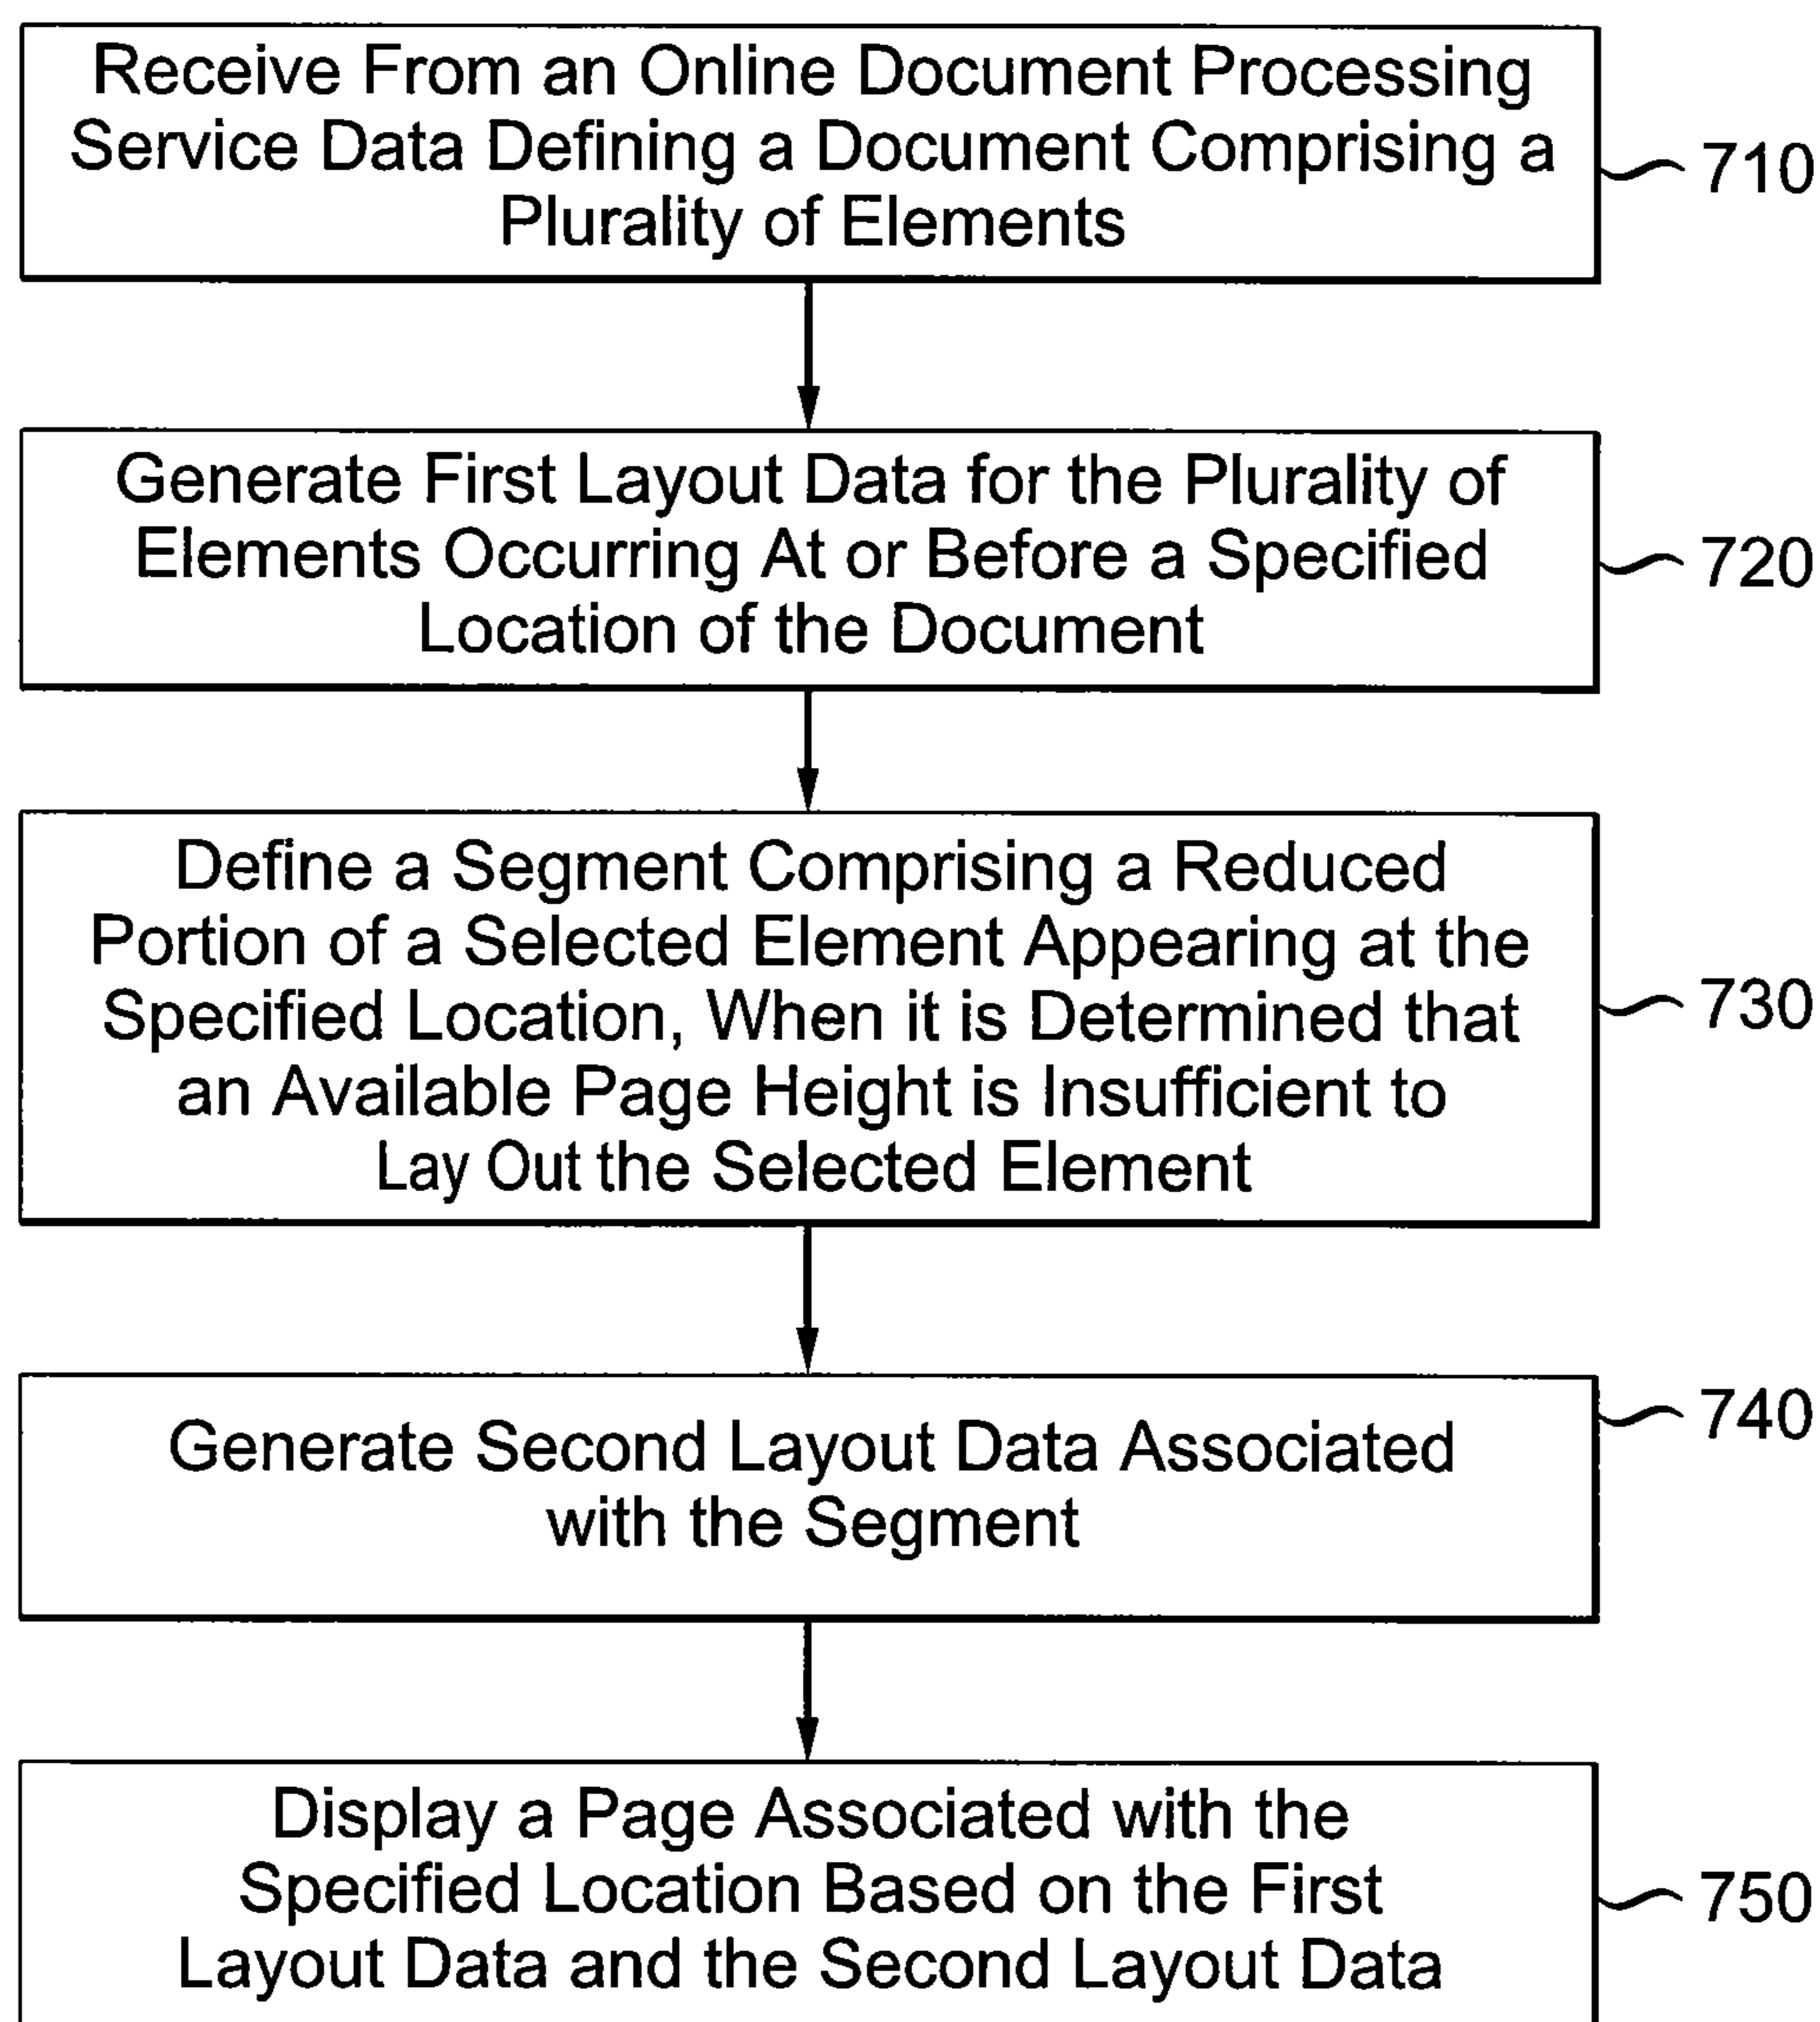 Receive From an Online Document Processing
Service Data Defining a Document Comprising a
Plurality of Elements
710
Generate First Layout Data for the Plurality of
Elements Occurring At or Before a Specified
Location of the Document
720
Define a Segment Comprising a Reduced
Portion of a Selected Element Appearing at the
Specified Location, When it is Determined that
an Available Page Height is Insufficient to
Lay Out the Selected Element
730
Generate Second Layout Data Associated
with the Segment
740
Display a Page Associated with the
Specified Location Based on the First
Layout Data and the Second Layout Data
750